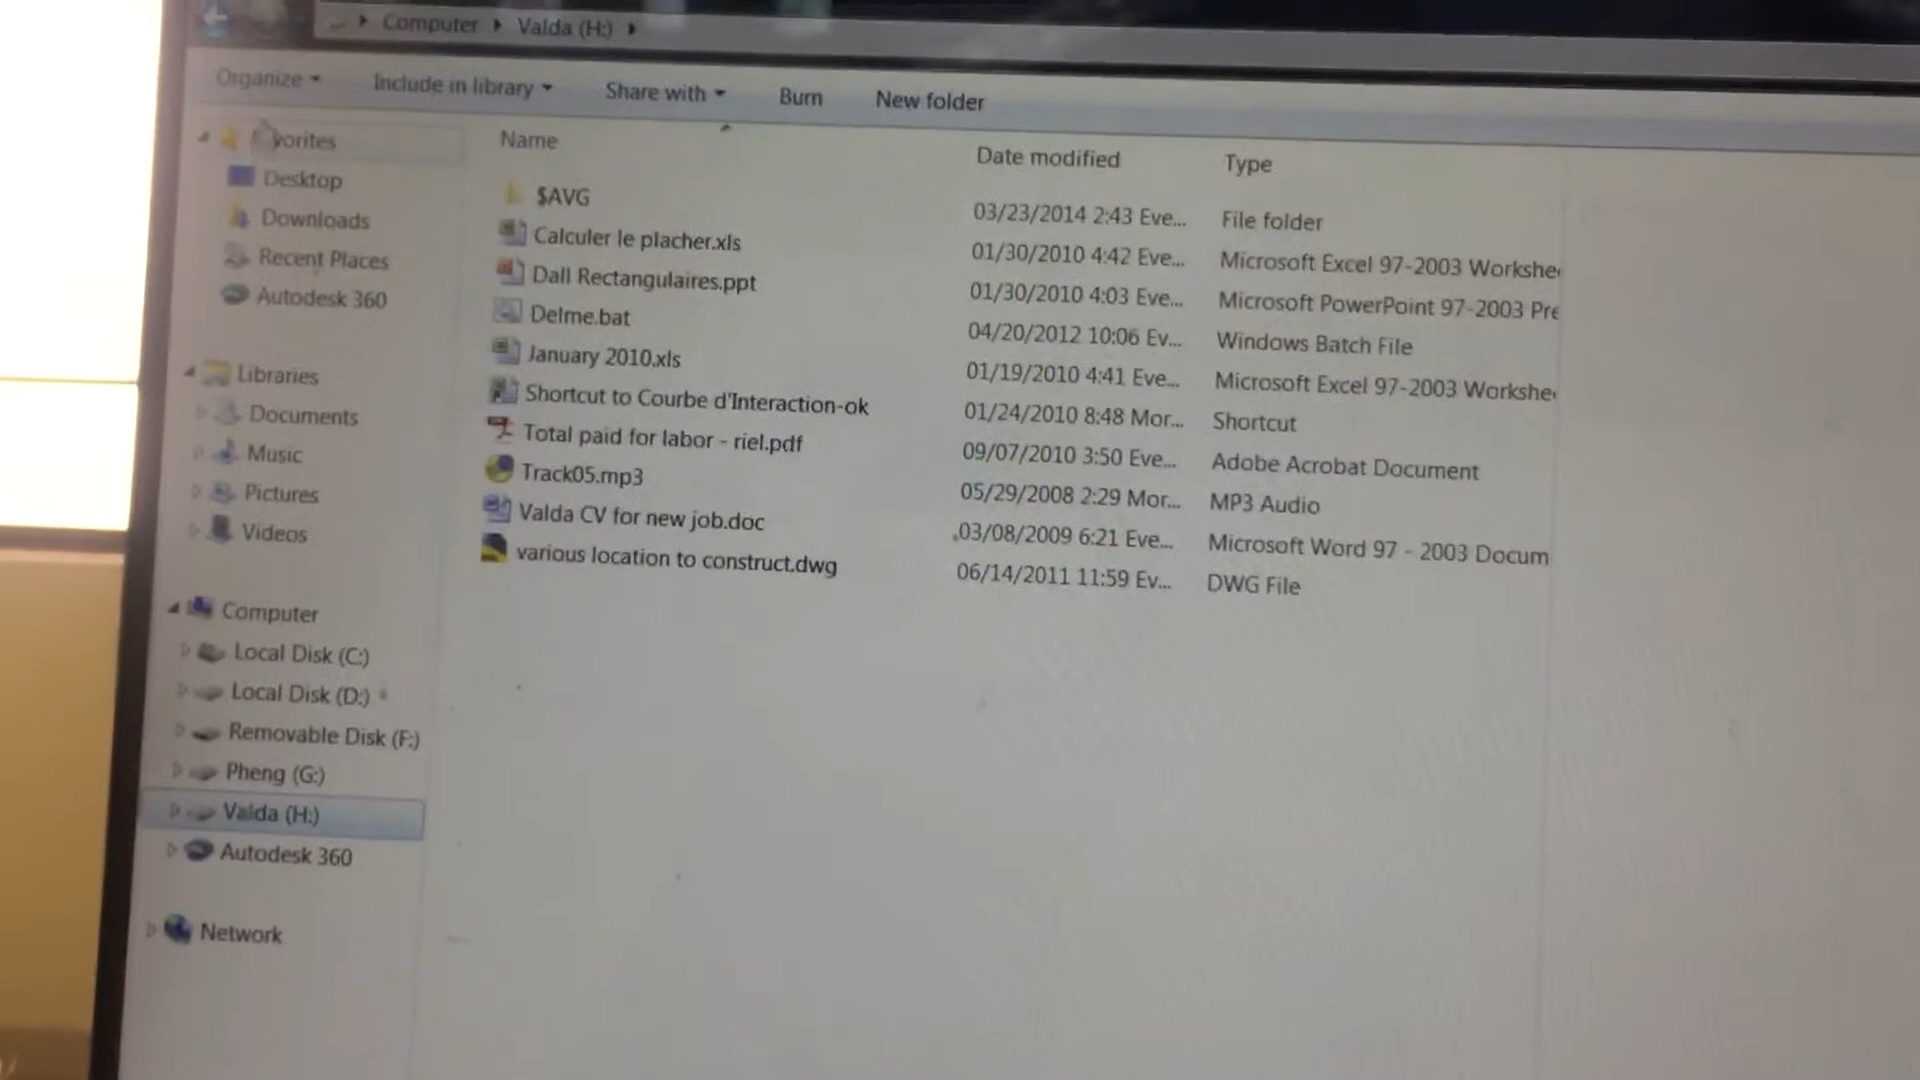 Computer Valda (H:)
Organize Include in library Share with Burn New folder
Favorites
Desktop
Downloads
Recent Places
Autodesk 360
Libraries
Documents
Music
Pictures
Videos
Computer
Local Disk (C:)
Local Disk (D:)
Removable Disk (F:)
Pheng (G:)
Valda (H:)
Autodesk 360
Network
Name Date modified Type
$AVG 03/23/2014 2:43 Eve... File folder
Calculer le placher.xls 01/30/2010 4:42 Eve... Microsoft Excel 97-2003 Workshee
Dall Rectangulaires.ppt 01/30/2010 4:03 Eve... Microsoft PowerPoint 97-2003 Pre
Delme.bat 04/20/2012 10:06 Ev... Windows Batch File
January 2010.xls 01/19/2010 4:41 Eve... Microsoft Excel 97-2003 Workshee
Shortcut to Courbe d'Interaction-ok 01/24/2010 8:48 Mor... Shortcut
Total paid for labor - riel.pdf 09/07/2010 3:50 Eve... Adobe Acrobat Document
Track05.mp3 05/29/2008 2:29 Mor... MP3 Audio
Valda CV for new job.doc 03/08/2009 6:21 Eve... Microsoft Word 97 - 2003 Docum
various location to construct.dwg 06/14/2011 11:59 Ev... DWG File